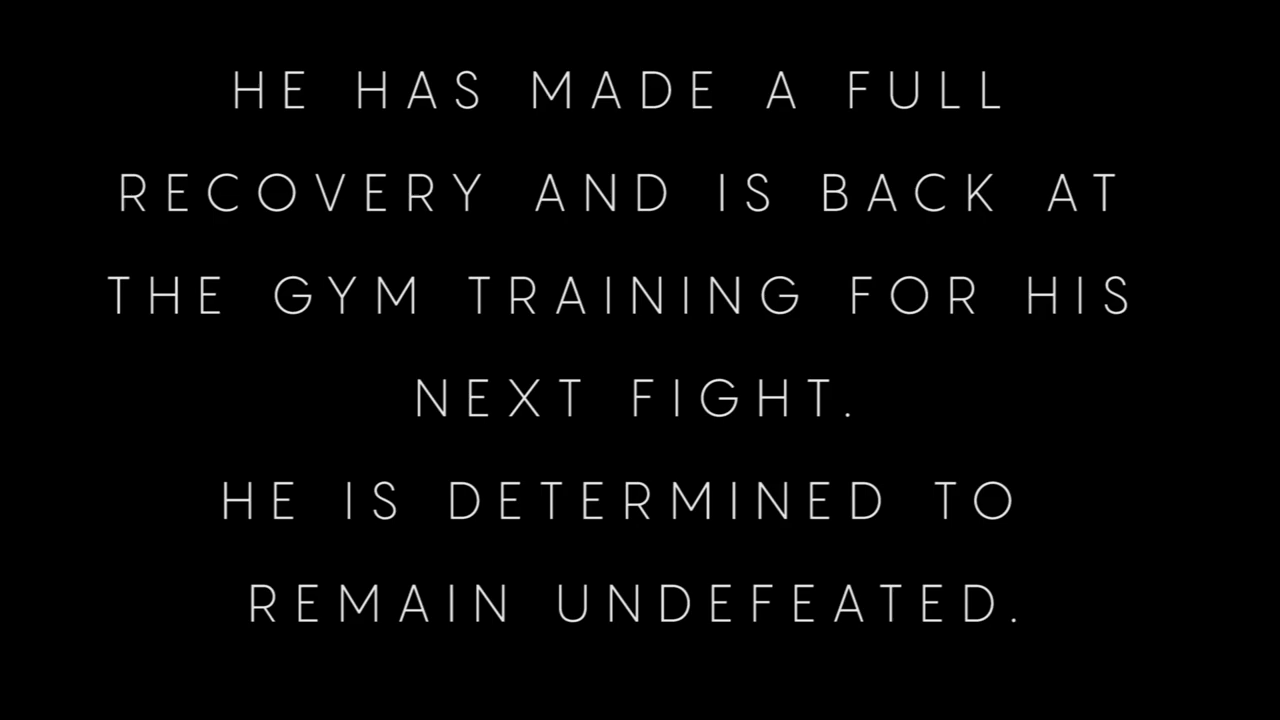 HE HAS MADE A FULL
RECOVERY AND IS BACK AT
THE GYM TRAINING FOR HIS
NEXT FIGHT.
HE IS DETERMINED TO
REMAIN UNDEFEATED.